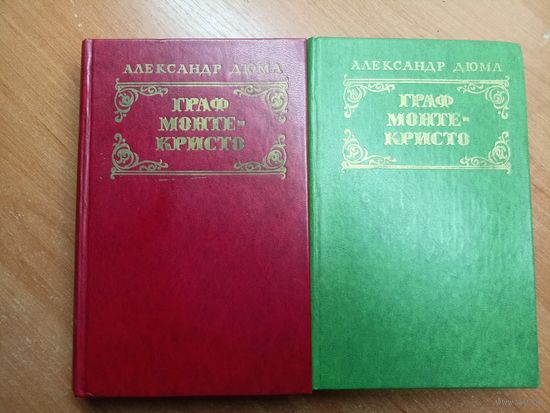 АЛЕКСАНДР ДЮМА
ГРАФ
МОНТЕ-
КРИСТО
АЛЕКСАНДР ДЮМА
ГРАФ
МОНТЕ-
КРИСТО